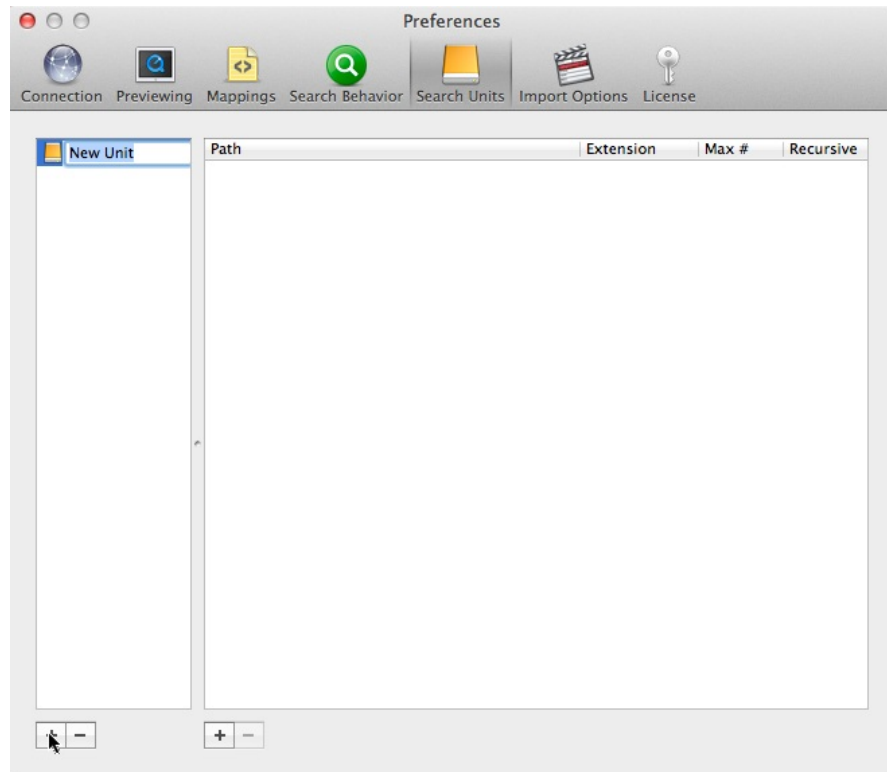 Preferences
Connection Previewing Mappings Search Behavior Search Units Import Options License
New Unit Path Extension Max # Recursive